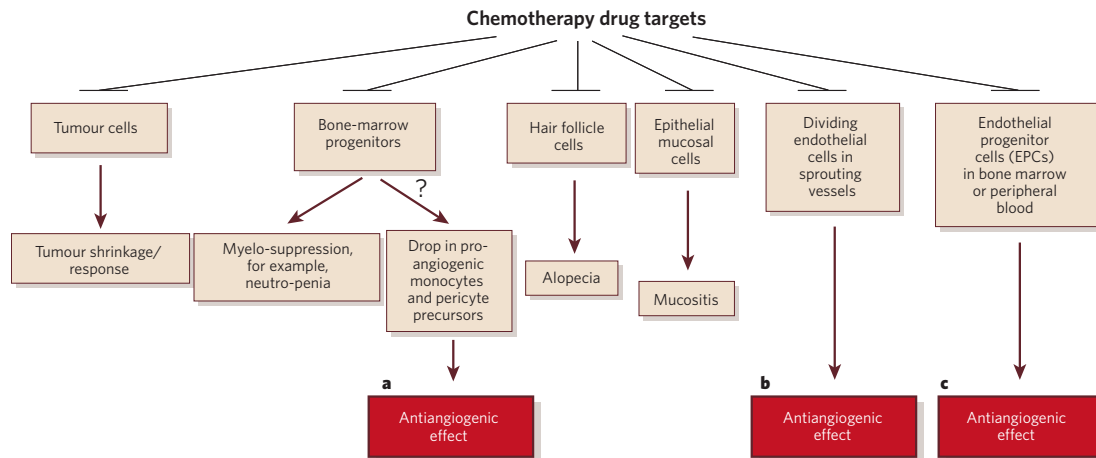 Chemotherapy drug targets
Tumour cells
Bone-marrow
progenitors
Hair follicle
cells
Epithelial
mucosal
cells
Dividing
endothelial
cells in
sprouting
vessels
Endothelial
progenitor
cells (EPCs)
in bone marrow
or peripheral
blood
?
Tumour shrinkage/
response
Myelo-suppression,
for example,
neutro-penia
Drop in pro-
angiogenic
monocytes
and pericyte
precursors
Alopecia
Mucositis
a
Antiangiogenic
effect
b
Antiangiogenic
effect
c
Antiangiogenic
effect